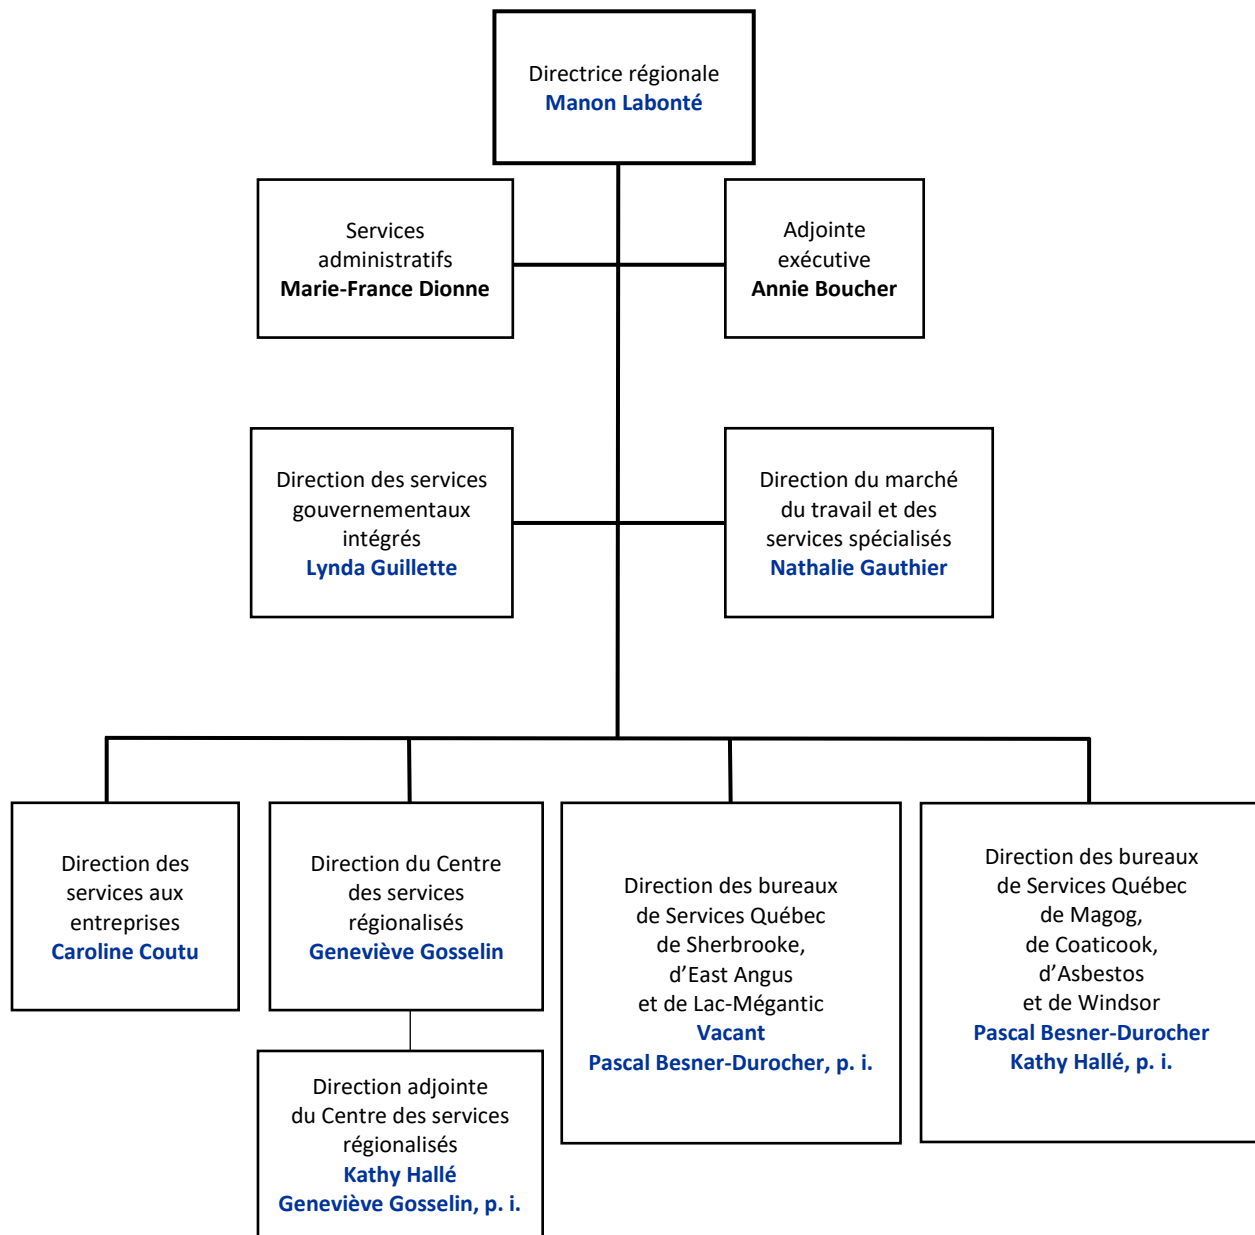 Directrice régionale
Manon Labonté
Services
administratifs
Marie-France Dionne
Adjointe
exécutive
Annie Boucher
Direction des services
gouvernementaux
intégrés
Lynda Guillette
Direction du marché
du travail et des
services spécialisés
Nathalie Gauthier
Direction des
services aux
entreprises
Caroline Coutu
Direction du Centre
des services
régionalisés
Geneviève Gosselin
Direction adjointe
du Centre des services
régionalisés
Kathy Hallé
Geneviève Gosselin, p. i.
Direction des bureaux
de Services Québec
de Sherbrooke,
d’East Angus
et de Lac-Mégantic
Vacant
Pascal Besner-Durocher, p. i.
Direction des bureaux
de Services Québec
de Magog,
de Coaticook,
d’Asbestos
et de Windsor
Pascal Besner-Durocher
Kathy Hallé, p. i.